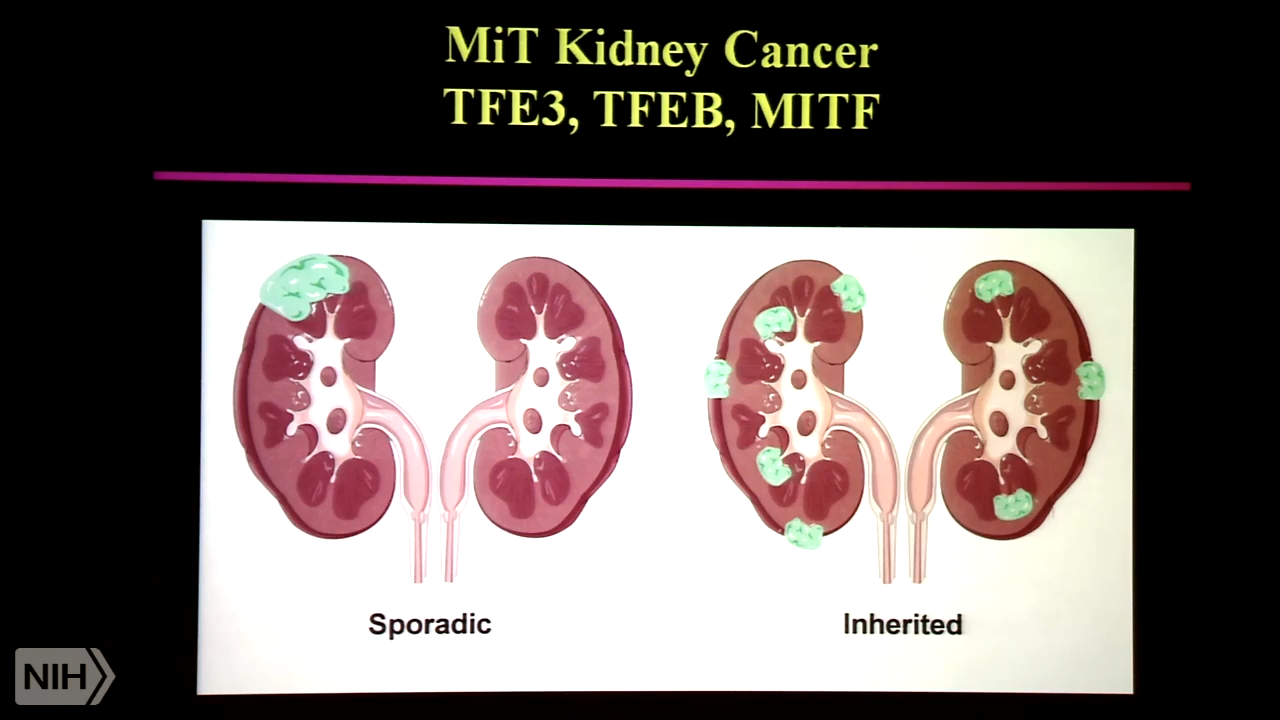 MiT Kidney Cancer
TFE3, TFEB, MITF
Sporadic
Inherited
NIH